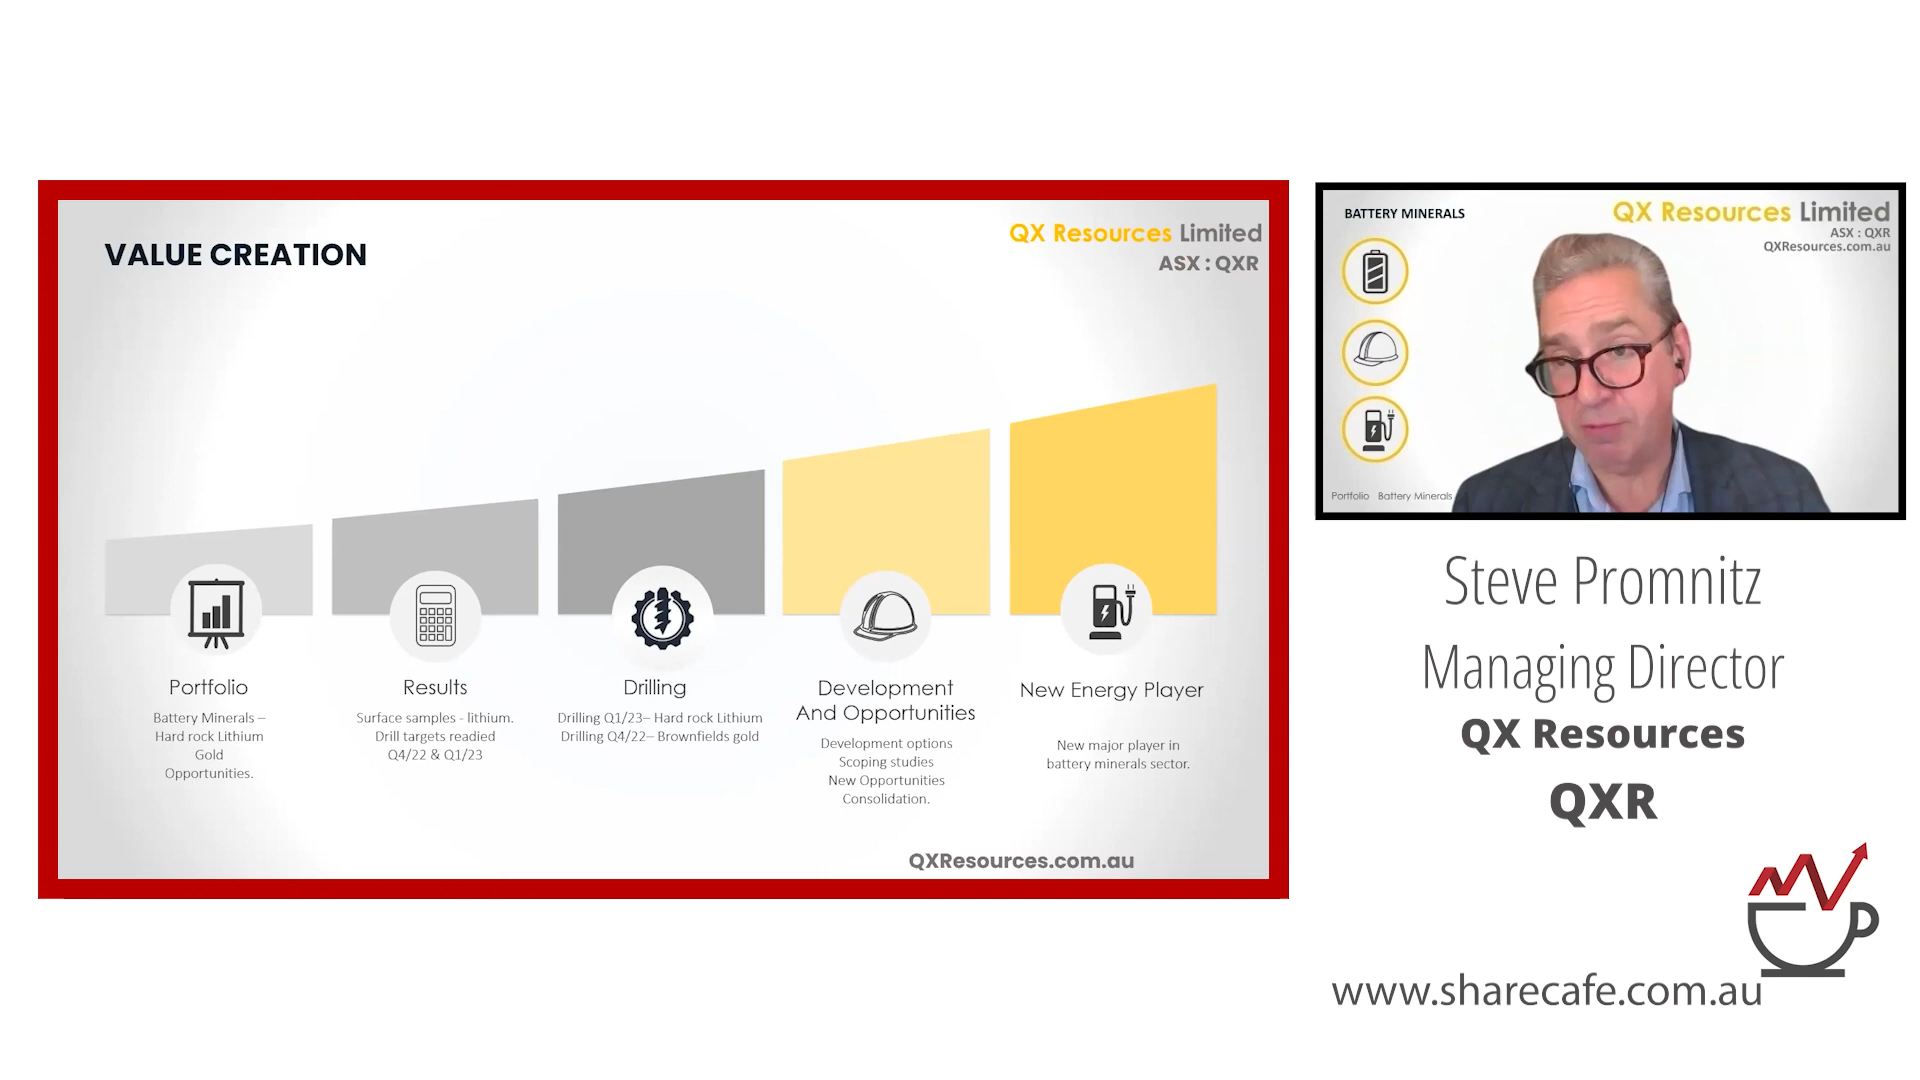 VALUE CREATION
QX Resources Limited
ASX : QXR
Portfolio
Battery Minerals –
Hard rock Lithium
Gold
Opportunities.
Results
Surface samples - lithium.
Drill targets readied
Q4/22 & Q1/23
Drilling
Drilling Q1/23– Hard rock Lithium
Drilling Q4/22– Brownfields gold
Development
And Opportunities
Development options
Scoping studies
New Opportunities
Consolidation.
New Energy Player
New major player in
battery minerals sector.
QXResources.com.au
BATTERY MINERALS
QX Resources Limited
ASX : QXR
QXResources.com.au
Portfolio Battery Minerals
Steve Promnitz
Managing Director
QX Resources
QXR
www.sharecafe.com.au